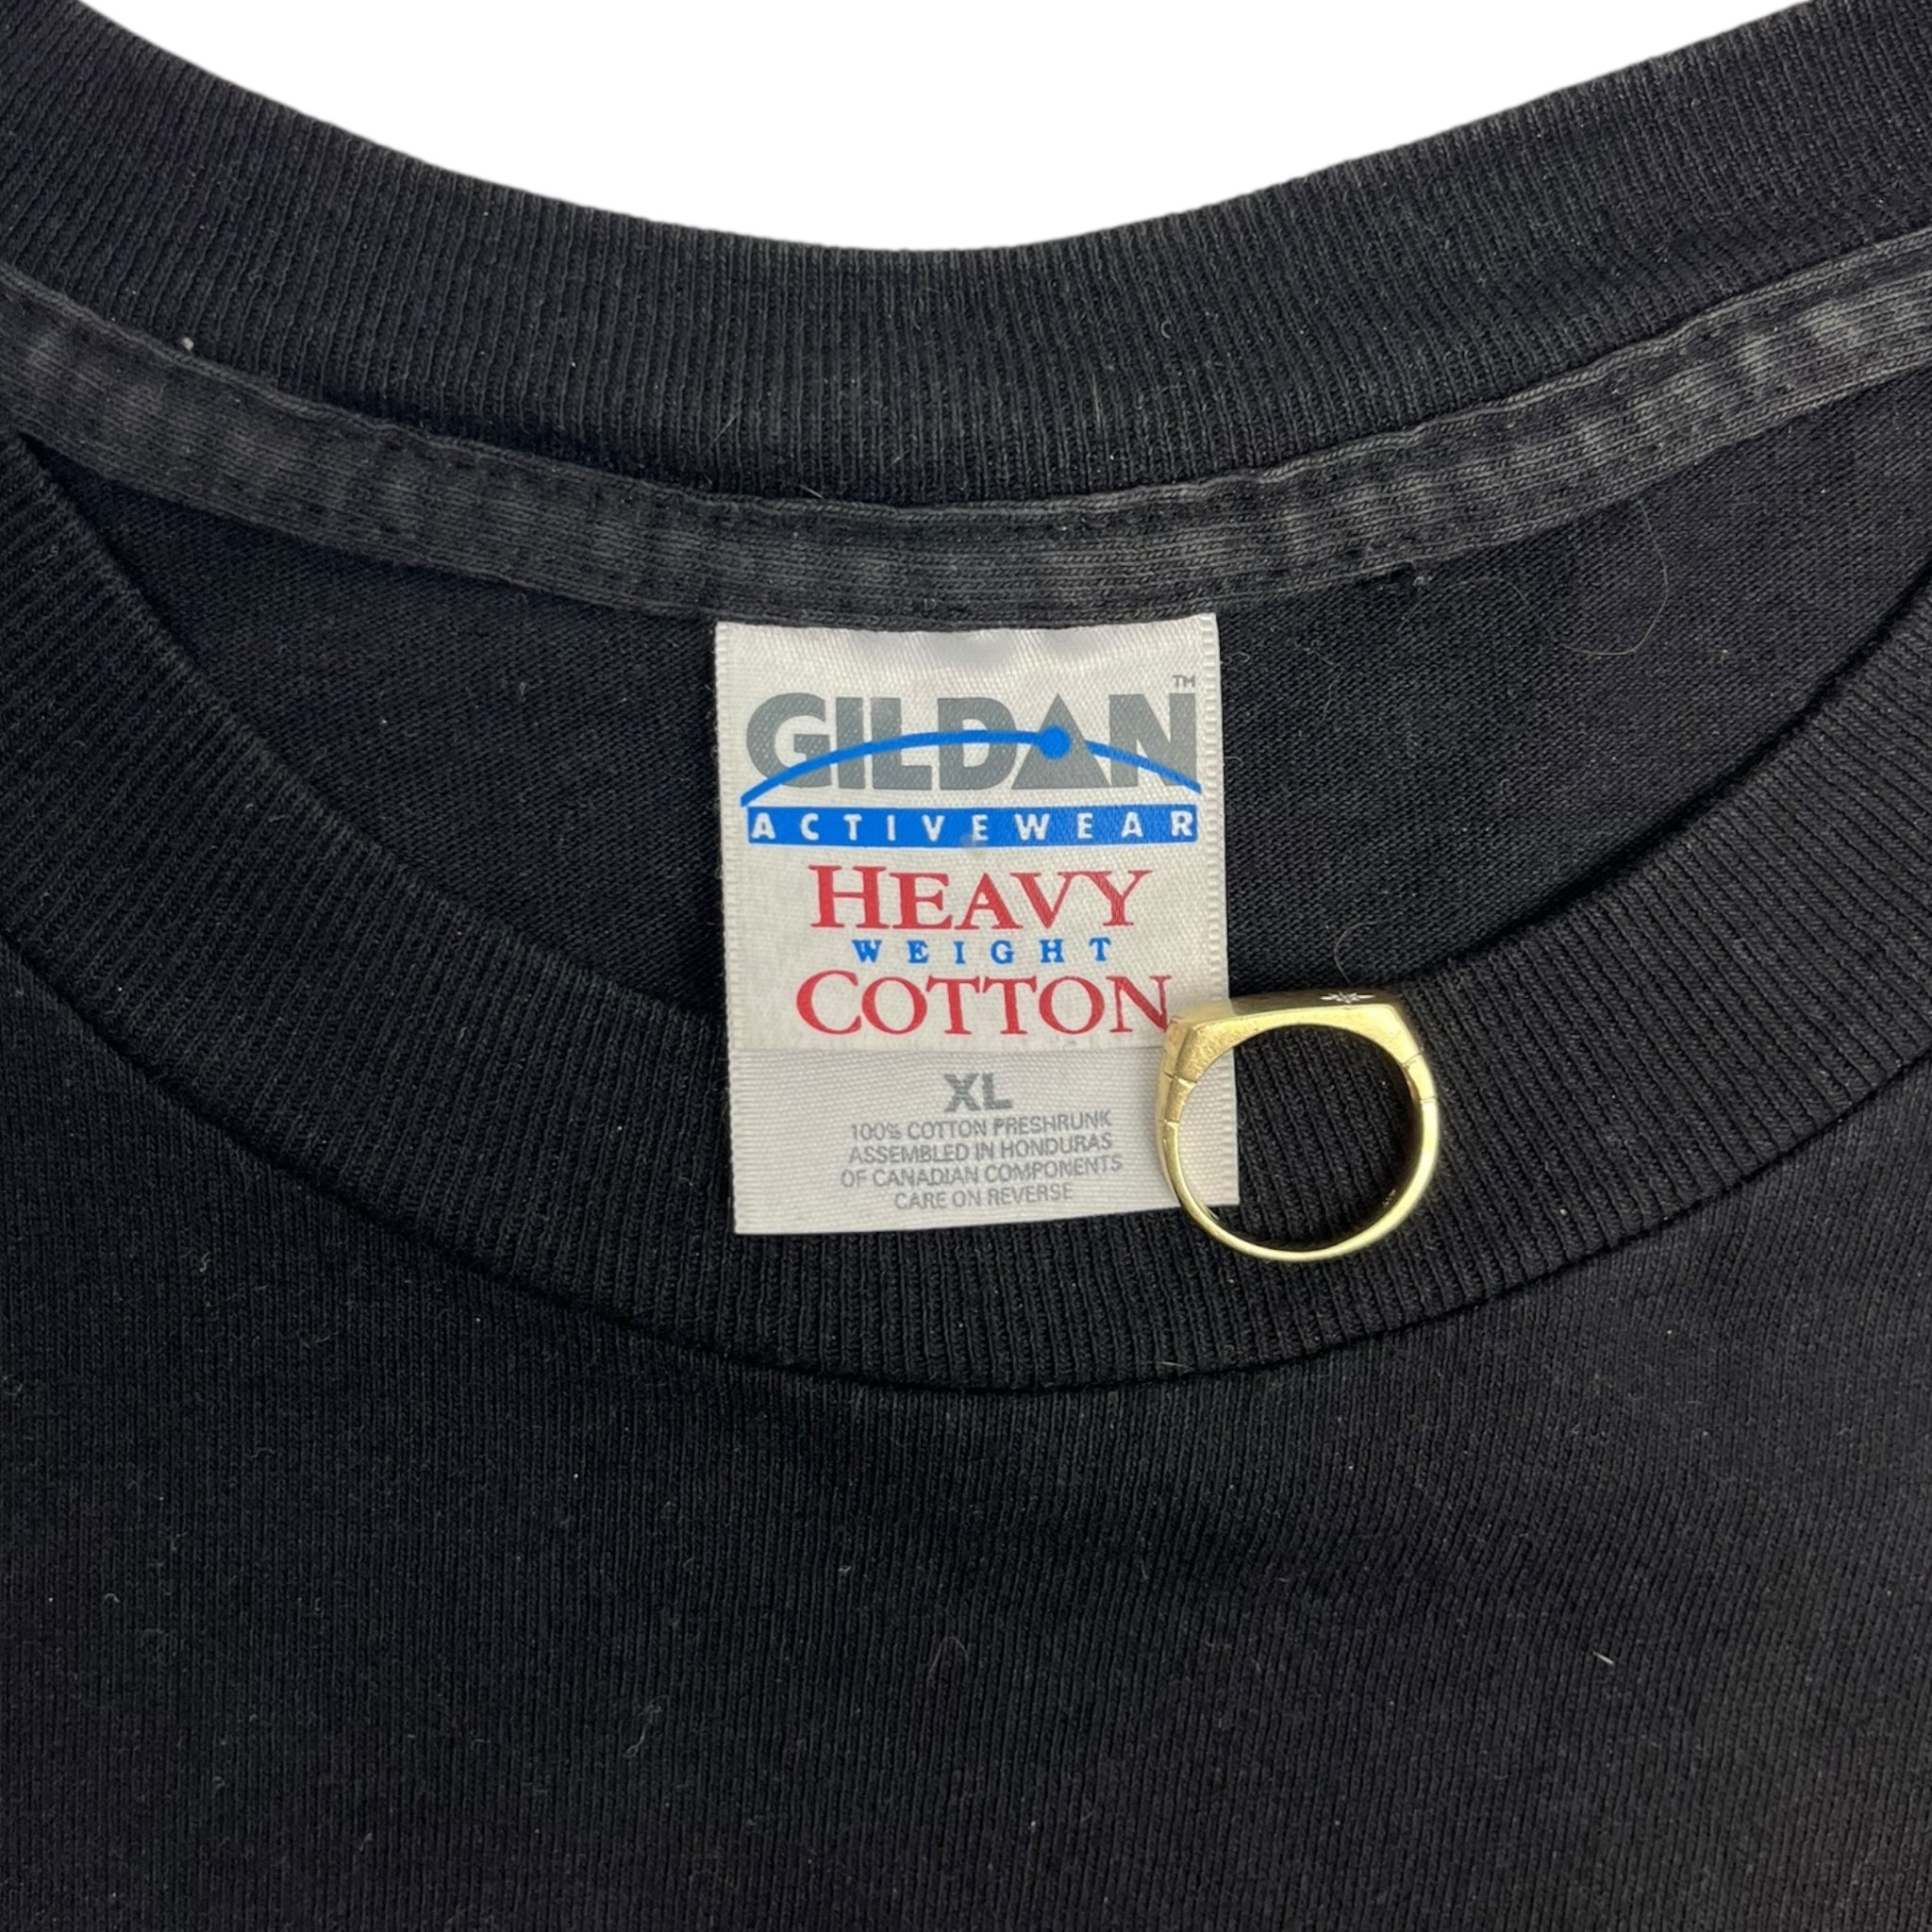 GILDAN™
ACTIVEWEAR
HEAVY
WEIGHT
COTTON
XL
100% COTTON PRESHRUNK
ASSEMBLED IN HONDURAS
OF CANADIAN COMPONENTS
CARE ON REVERSE